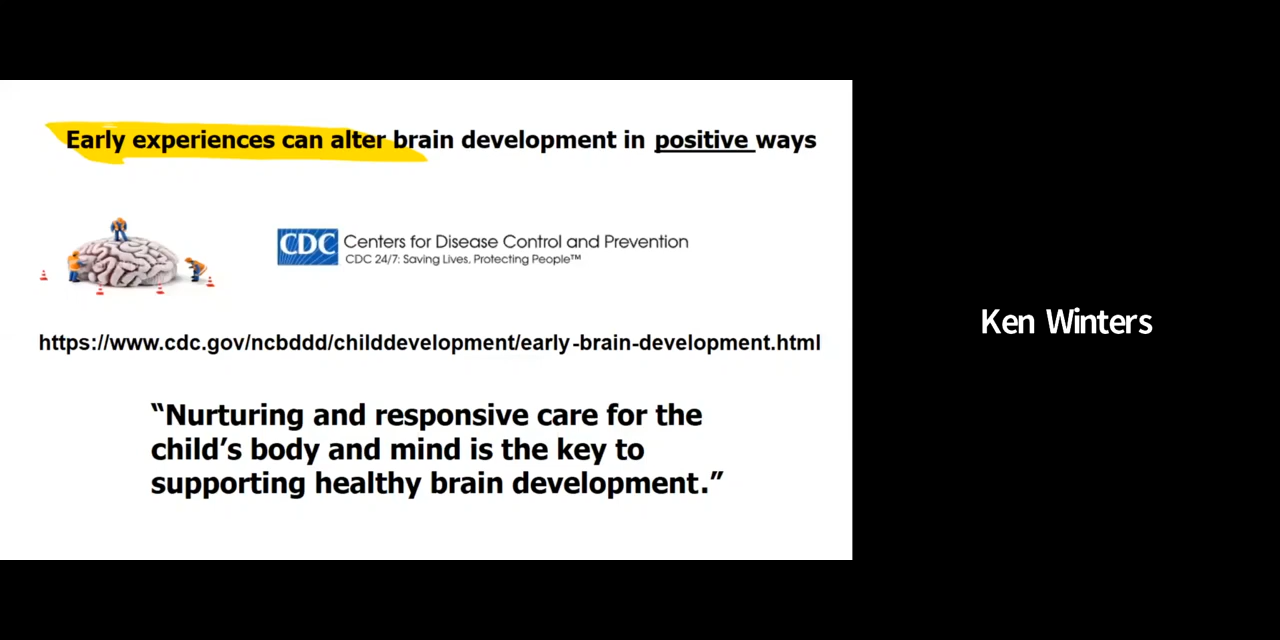 Early experiences can alter brain development in positive ways
CDC Centers for Disease Control and Prevention
CDC 24/7: Saving Lives, Protecting People™
https://www.cdc.gov/ncbddd/childdevelopment/early-brain-development.html
“Nurturing and responsive care for the
child’s body and mind is the key to
supporting healthy brain development.”
Ken Winters